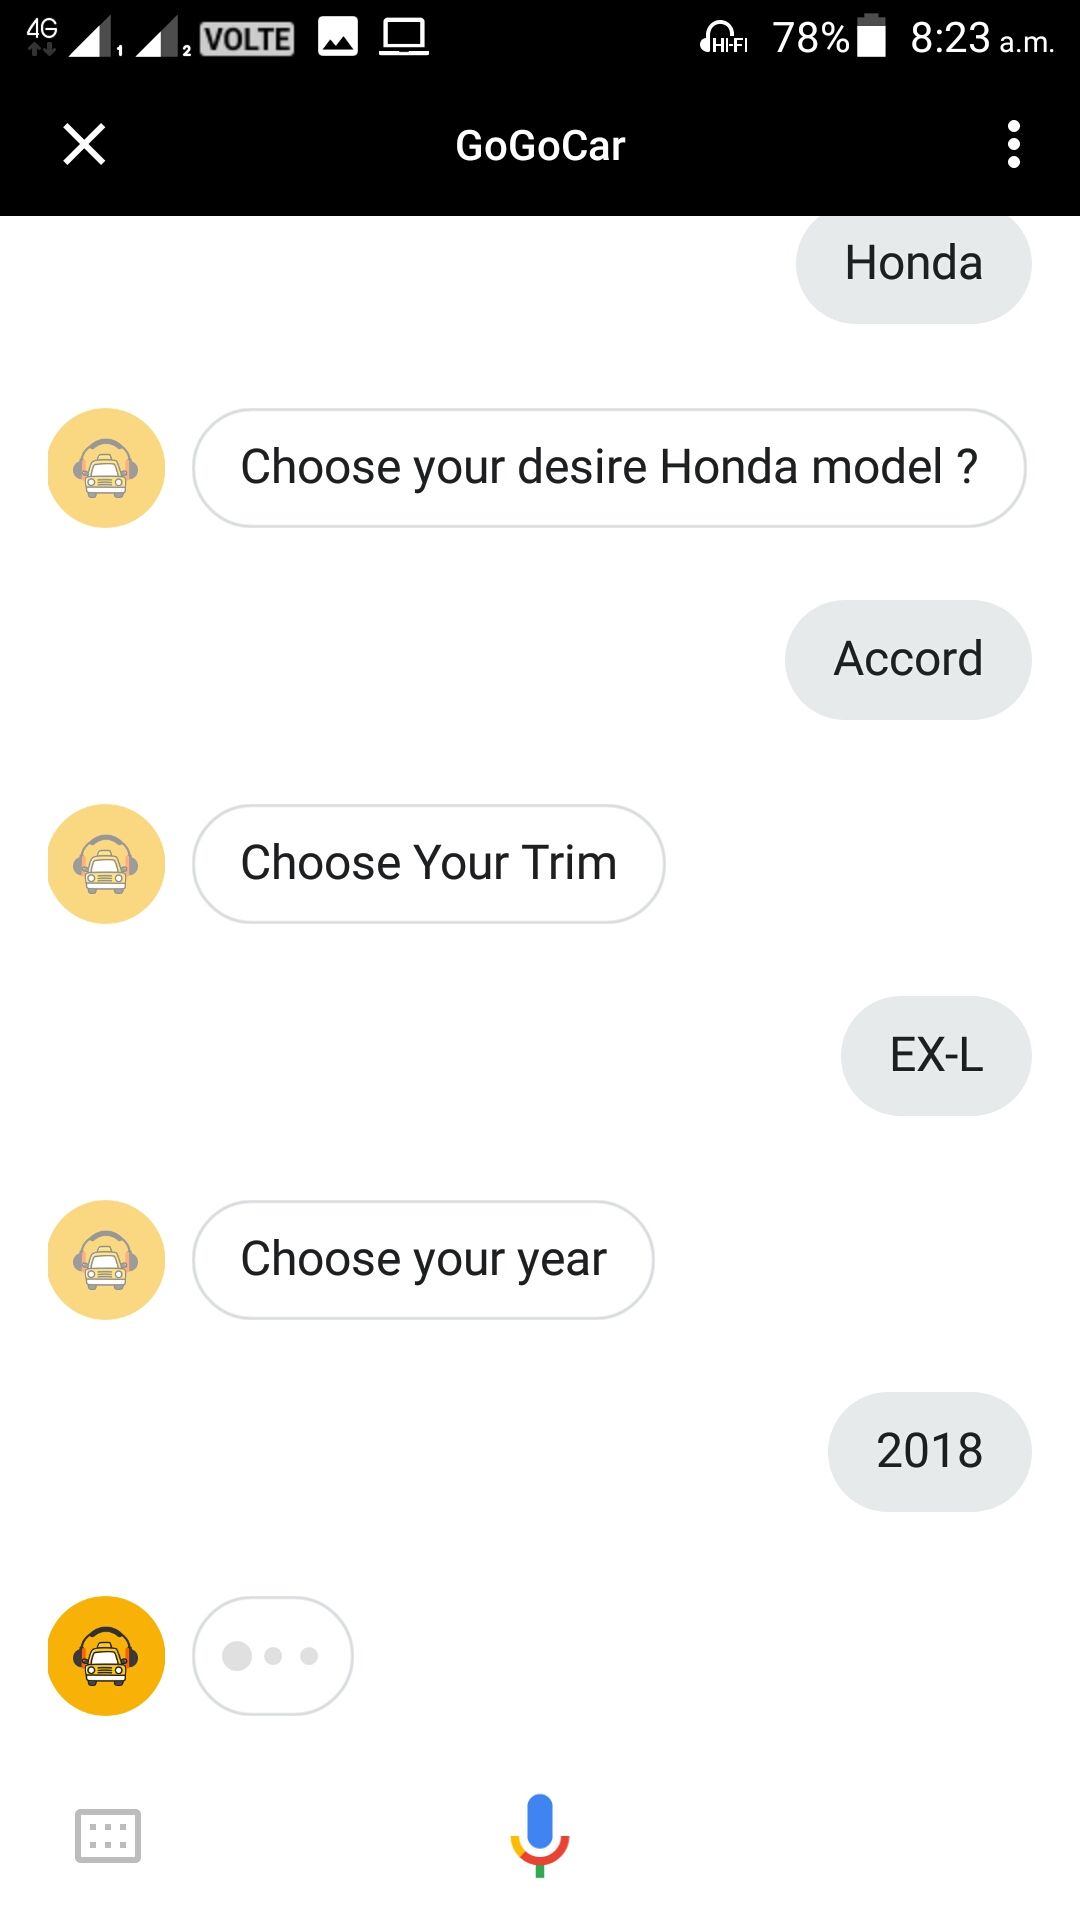 4G 1 2 VOLTE HI-FI 78% 8:23 a.m.
GoGoCar
Honda
Choose your desire Honda model ?
Accord
Choose Your Trim
EX-L
Choose your year
2018